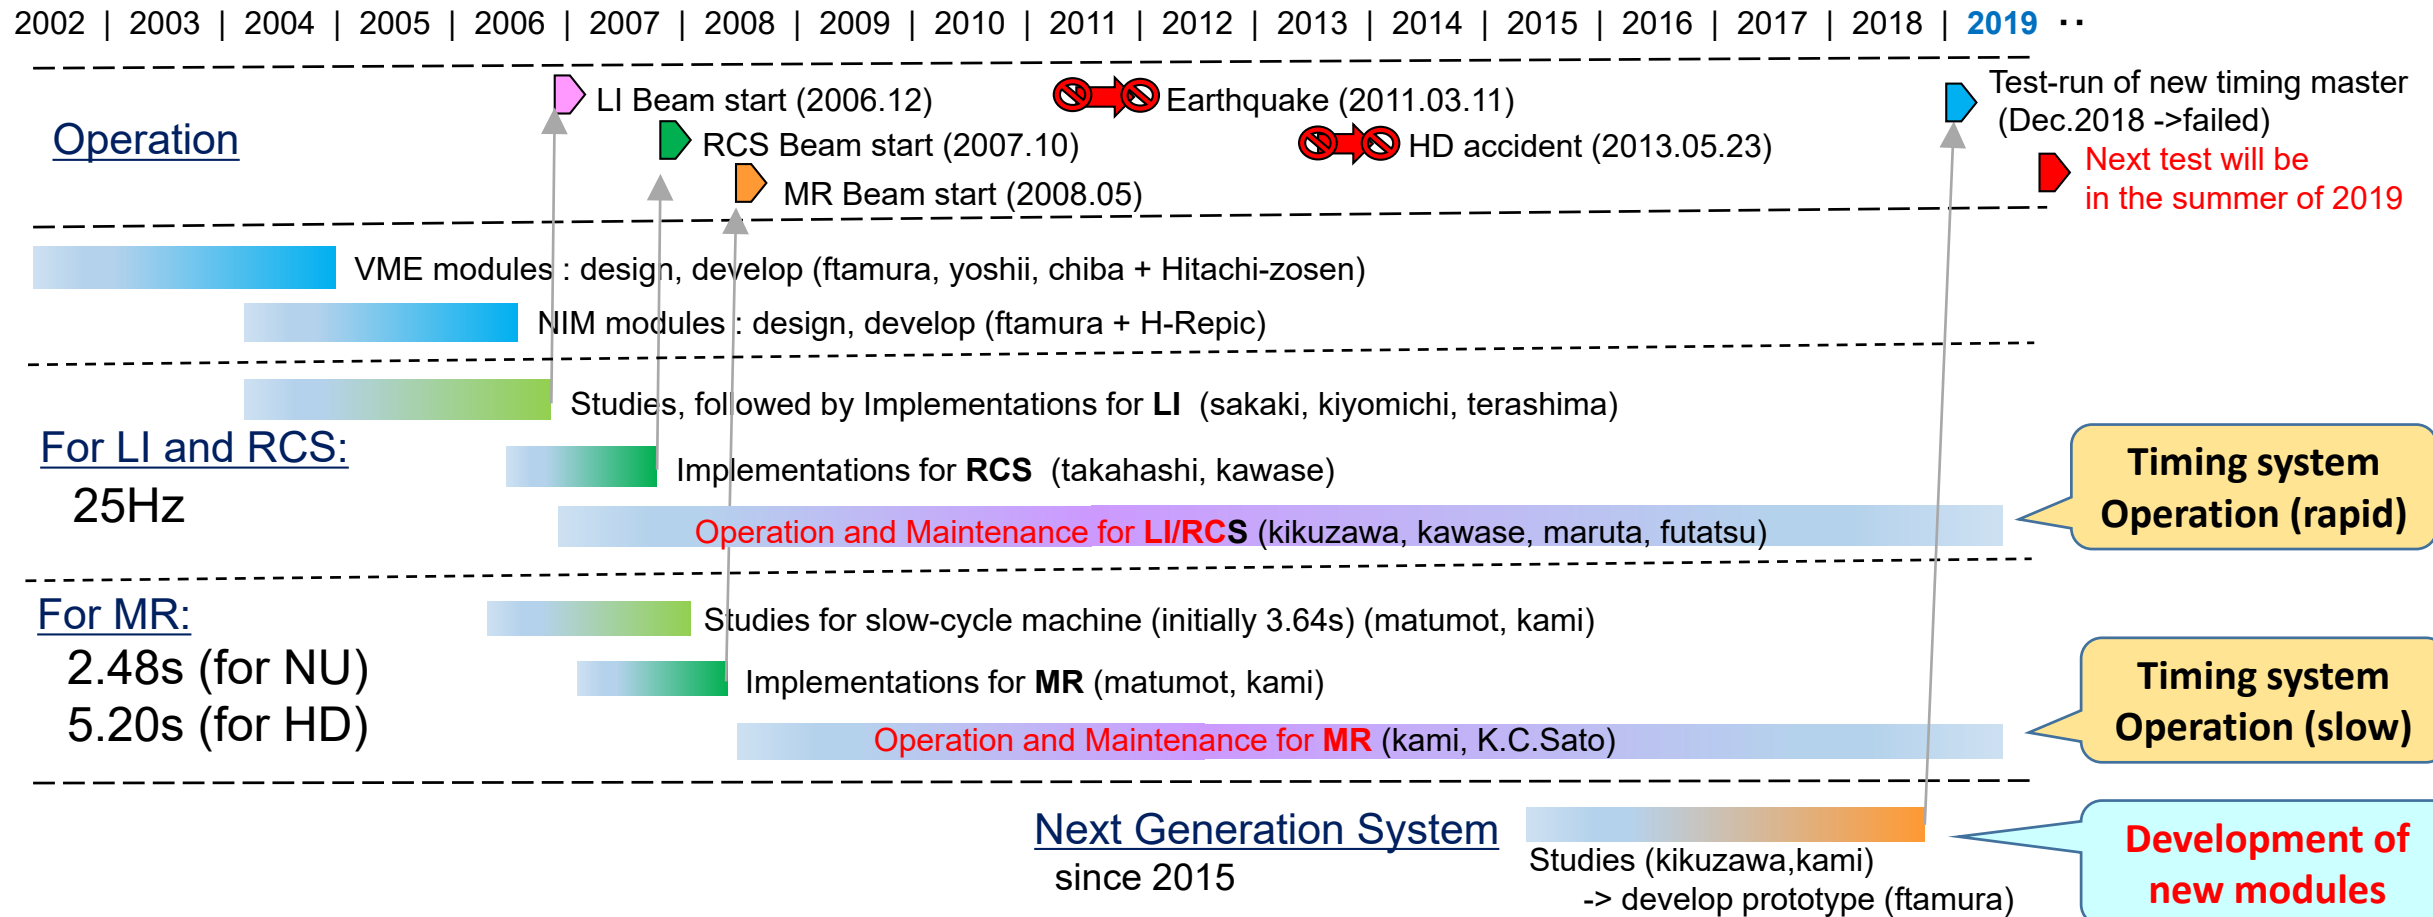 2002 | 2003 | 2004 | 2005 | 2006 | 2007 | 2008 | 2009 | 2010 | 2011 | 2012 | 2013 | 2014 | 2015 | 2016 | 2017 | 2018 | 2019 ··
Operation
LI Beam start (2006.12)
RCS Beam start (2007.10)
MR Beam start (2008.05)
Earthquake (2011.03.11)
HD accident (2013.05.23)
Test-run of new timing master
(Dec.2018 ->failed)
Next test will be
in the summer of 2019
VME modules : design, develop (ftamura, yoshii, chiba + Hitachi-zosen)
NIM modules : design, develop (ftamura + H-Repic)
For LI and RCS:
25Hz
Studies, followed by Implementations for LI (sakaki, kiyomichi, terashima)
Implementations for RCS (takahashi, kawase)
Operation and Maintenance for LI/RCS (kikuzawa, kawase, maruta, futatsu)
Timing system
Operation (rapid)
For MR:
2.48s (for NU)
5.20s (for HD)
Studies for slow-cycle machine (initially 3.64s) (matumot, kami)
Implementations for MR (matumot, kami)
Operation and Maintenance for MR (kami, K.C.Sato)
Timing system
Operation (slow)
Next Generation System
since 2015
Studies (kikuzawa,kami)
-> develop prototype (ftamura)
Development of
new modules